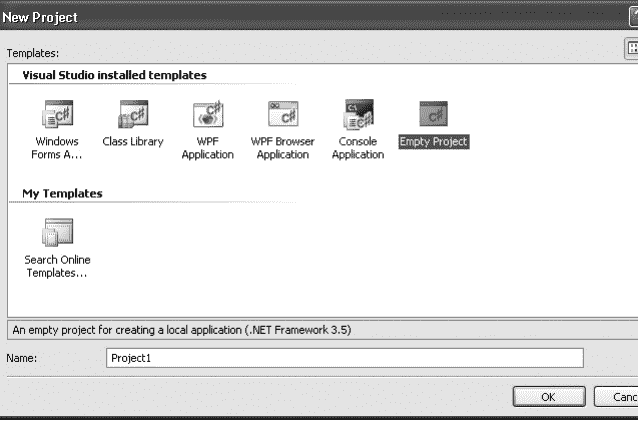 New Project
Templates:
Visual Studio installed templates
Windows Forms A...
Class Library
WPF Application
WPF Browser Application
Console Application
Empty Project
My Templates
Search Online Templates...
An empty project for creating a local application (.NET Framework 3.5)
Name:
Project1
OK
Canc